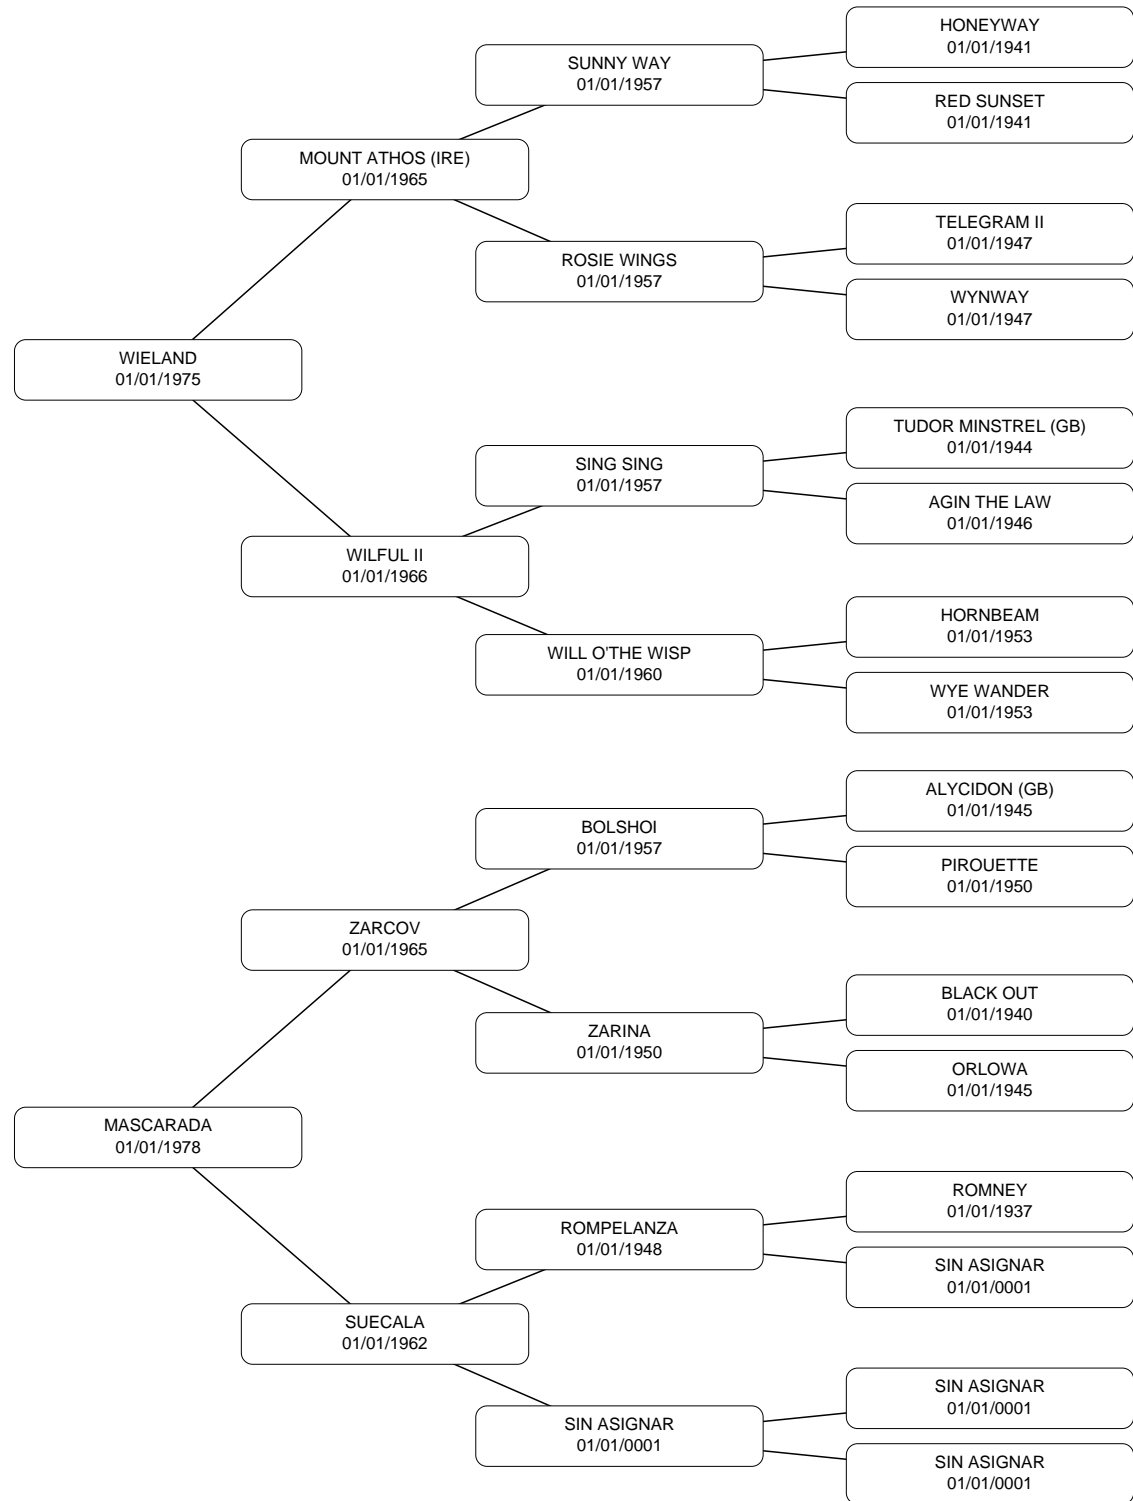 HONEYWAY
01/01/1941
SUNNY WAY
01/01/1957
RED SUNSET
01/01/1941
MOUNT ATHOS (IRE)
01/01/1965
TELEGRAM II
01/01/1947
ROSIE WINGS
01/01/1957
WYNWAY
01/01/1947
WIELAND
01/01/1975
TUDOR MINSTREL (GB)
01/01/1944
SING SING
01/01/1957
AGIN THE LAW
01/01/1946
WILFUL II
01/01/1966
HORNBEAM
01/01/1953
WILL O'THE WISP
01/01/1960
WYE WANDER
01/01/1953
ALYCIDON (GB)
01/01/1945
BOLSHOI
01/01/1957
PIROUETTE
01/01/1950
ZARCOV
01/01/1965
BLACK OUT
01/01/1940
ZARINA
01/01/1950
ORLOWA
01/01/1945
MASCARADA
01/01/1978
ROMNEY
01/01/1937
ROMPELANZA
01/01/1948
SIN ASIGNAR
01/01/0001
SUECALA
01/01/1962
SIN ASIGNAR
01/01/0001
SIN ASIGNAR
01/01/0001
SIN ASIGNAR
01/01/0001